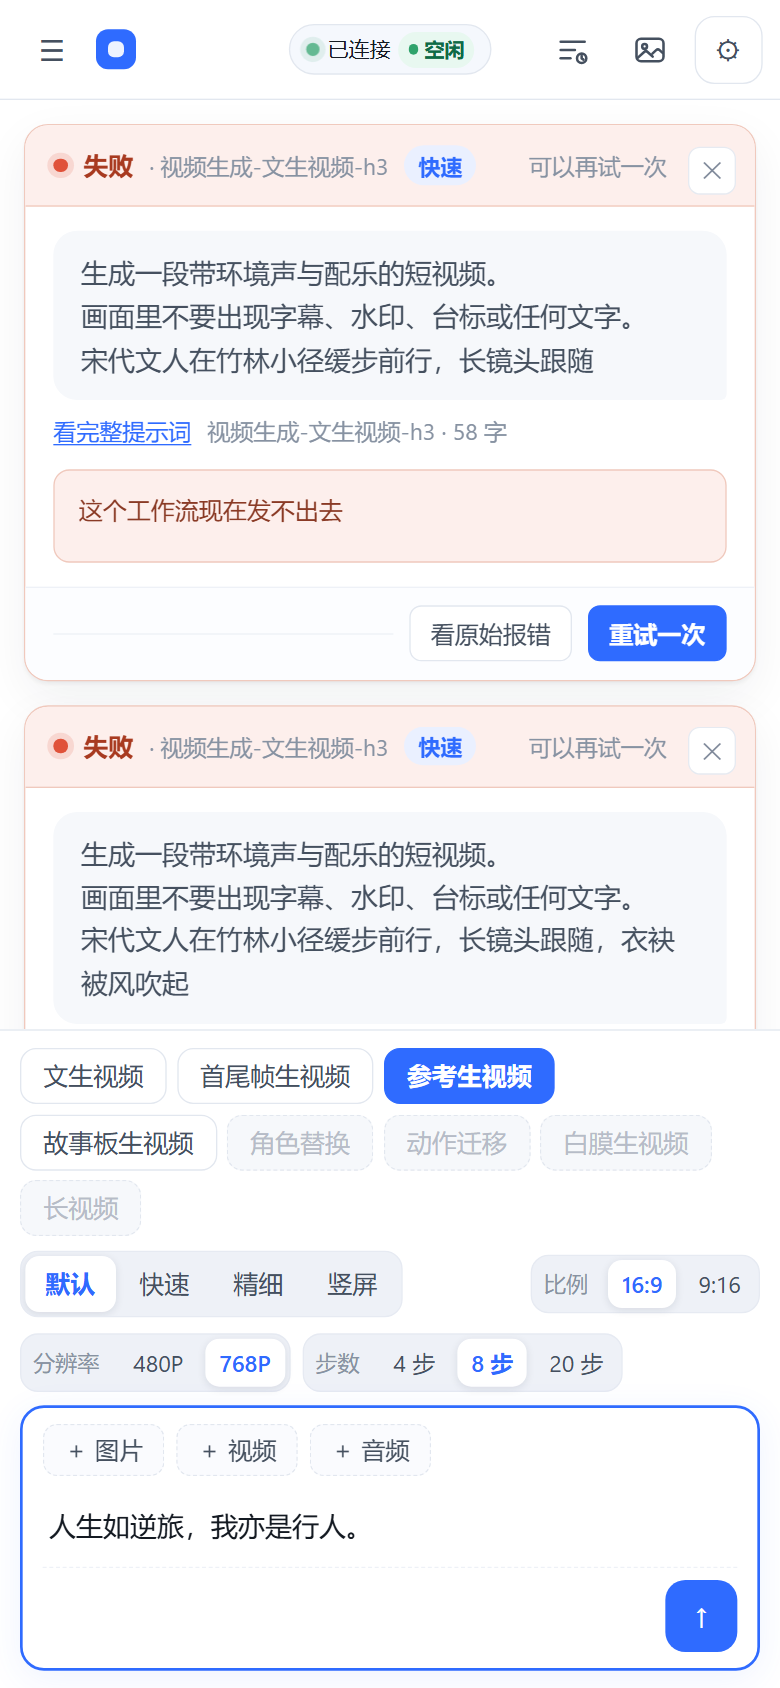 已连接 空闲
失败 · 视频生成-文生视频-h3 快速 可以再试一次
生成一段带环境声与配乐的短视频。
画面里不要出现字幕、水印、台标或任何文字。
宋代文人在竹林小径缓步前行，长镜头跟随
看完整提示词 视频生成-文生视频-h3 · 58 字
这个工作流现在发不出去
看原始报错 重试一次
失败 · 视频生成-文生视频-h3 快速 可以再试一次
生成一段带环境声与配乐的短视频。
画面里不要出现字幕、水印、台标或任何文字。
宋代文人在竹林小径缓步前行，长镜头跟随，衣袂
被风吹起
文生视频 首尾帧生视频 参考生视频
故事板生视频 角色替换 动作迁移 白膜生视频
长视频
默认 快速 精细 竖屏 比例 16:9 9:16
分辨率 480P 768P 步数 4 步 8 步 20 步
+ 图片 + 视频 + 音频
人生如逆旅，我亦是行人。